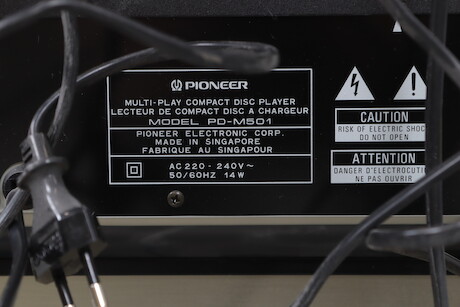 PIONEER
MULTI-PLAY COMPACT DISC PLAYER
LECTEUR DE COMPACT DISC A CHARGEUR
MODEL PD-M501
PIONEER ELECTRONIC CORP.
MADE IN SINGAPORE
FABRIQUE AU SINGAPOUR
AC 220 - 240V~
50/60HZ 14W
CAUTION
RISK OF ELECTRIC SHOC
DO NOT OPEN
ATTENTION
DANGER D'ELECTROCUTI
NE PAS OUVRIR